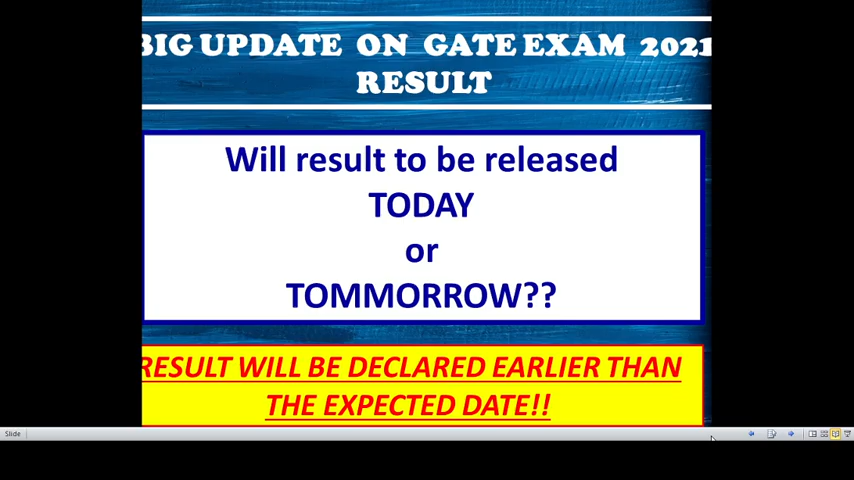 BIG UPDATE ON GATE EXAM 2021
RESULT
Will result to be released
TODAY
or
TOMMORROW??
RESULT WILL BE DECLARED EARLIER THAN
THE EXPECTED DATE!!
Slide